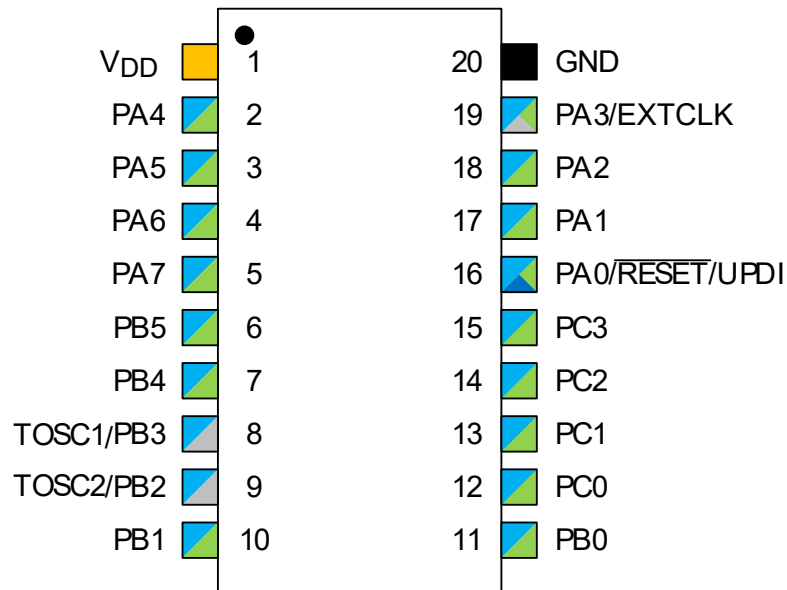 VDD 1 20 GND
PA4 2 19 PA3/EXTCLK
PA5 3 18 PA2
PA6 4 17 PA1
PA7 5 16 PA0/RESET/UPDI
PB5 6 15 PC3
PB4 7 14 PC2
TOSC1/PB3 8 13 PC1
TOSC2/PB2 9 12 PC0
PB1 10 11 PB0